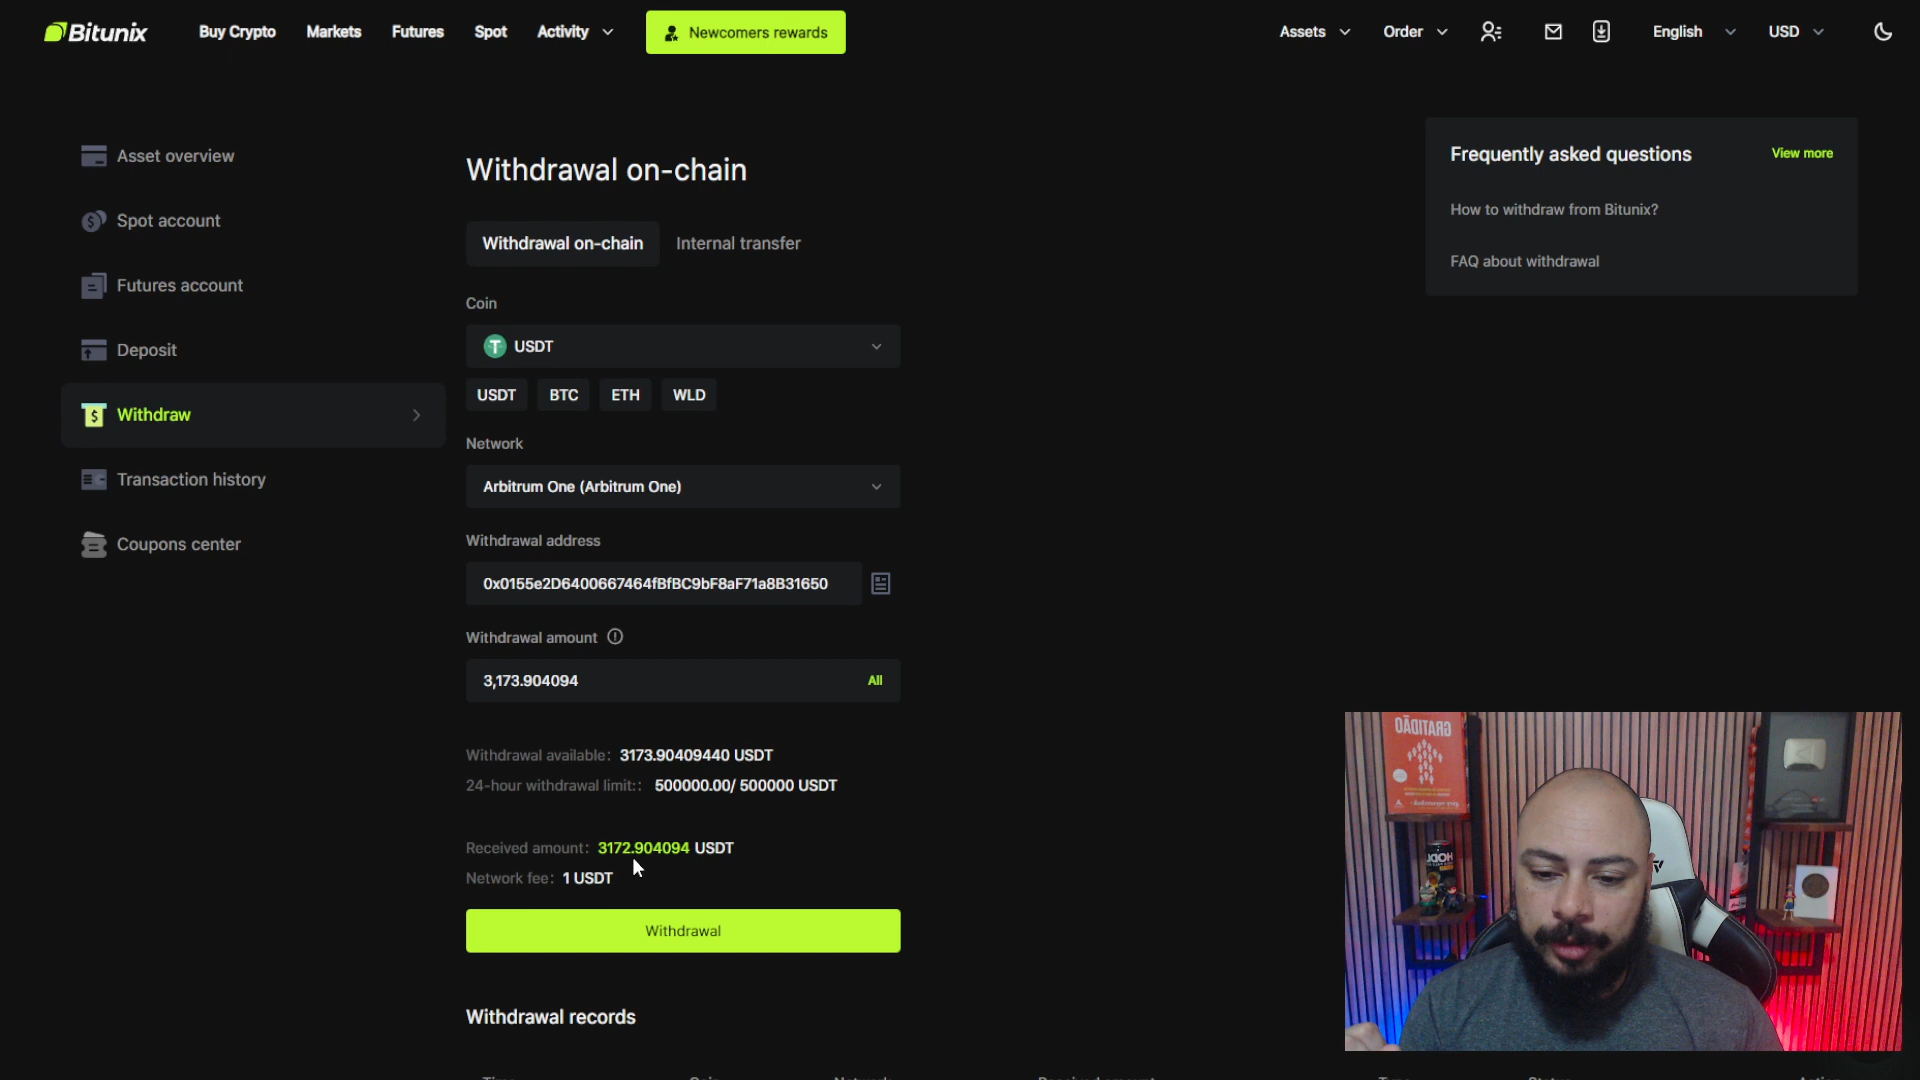 Bitunix
Buy Crypto
Markets
Futures
Spot
Activity
Newcomers rewards
Assets
Order
English
USD
Asset overview
Spot account
Futures account
Deposit
Withdraw
Transaction history
Coupons center
Withdrawal on-chain
Withdrawal on-chain
Internal transfer
Coin
USDT
USDT
BTC
ETH
WLD
Network
Arbitrum One (Arbitrum One)
Withdrawal address
0x0155e2D6400667464fBfBC9bF8aF71a8B31650
Withdrawal amount
3,173.904094
All
Withdrawal available: 3173.90409440 USDT
24-hour withdrawal limit:: 500000.00/ 500000 USDT
Received amount: 3172.904094 USDT
Network fee: 1 USDT
Withdrawal
Withdrawal records
Frequently asked questions
View more
How to withdraw from Bitunix?
FAQ about withdrawal
GRATIDÃO